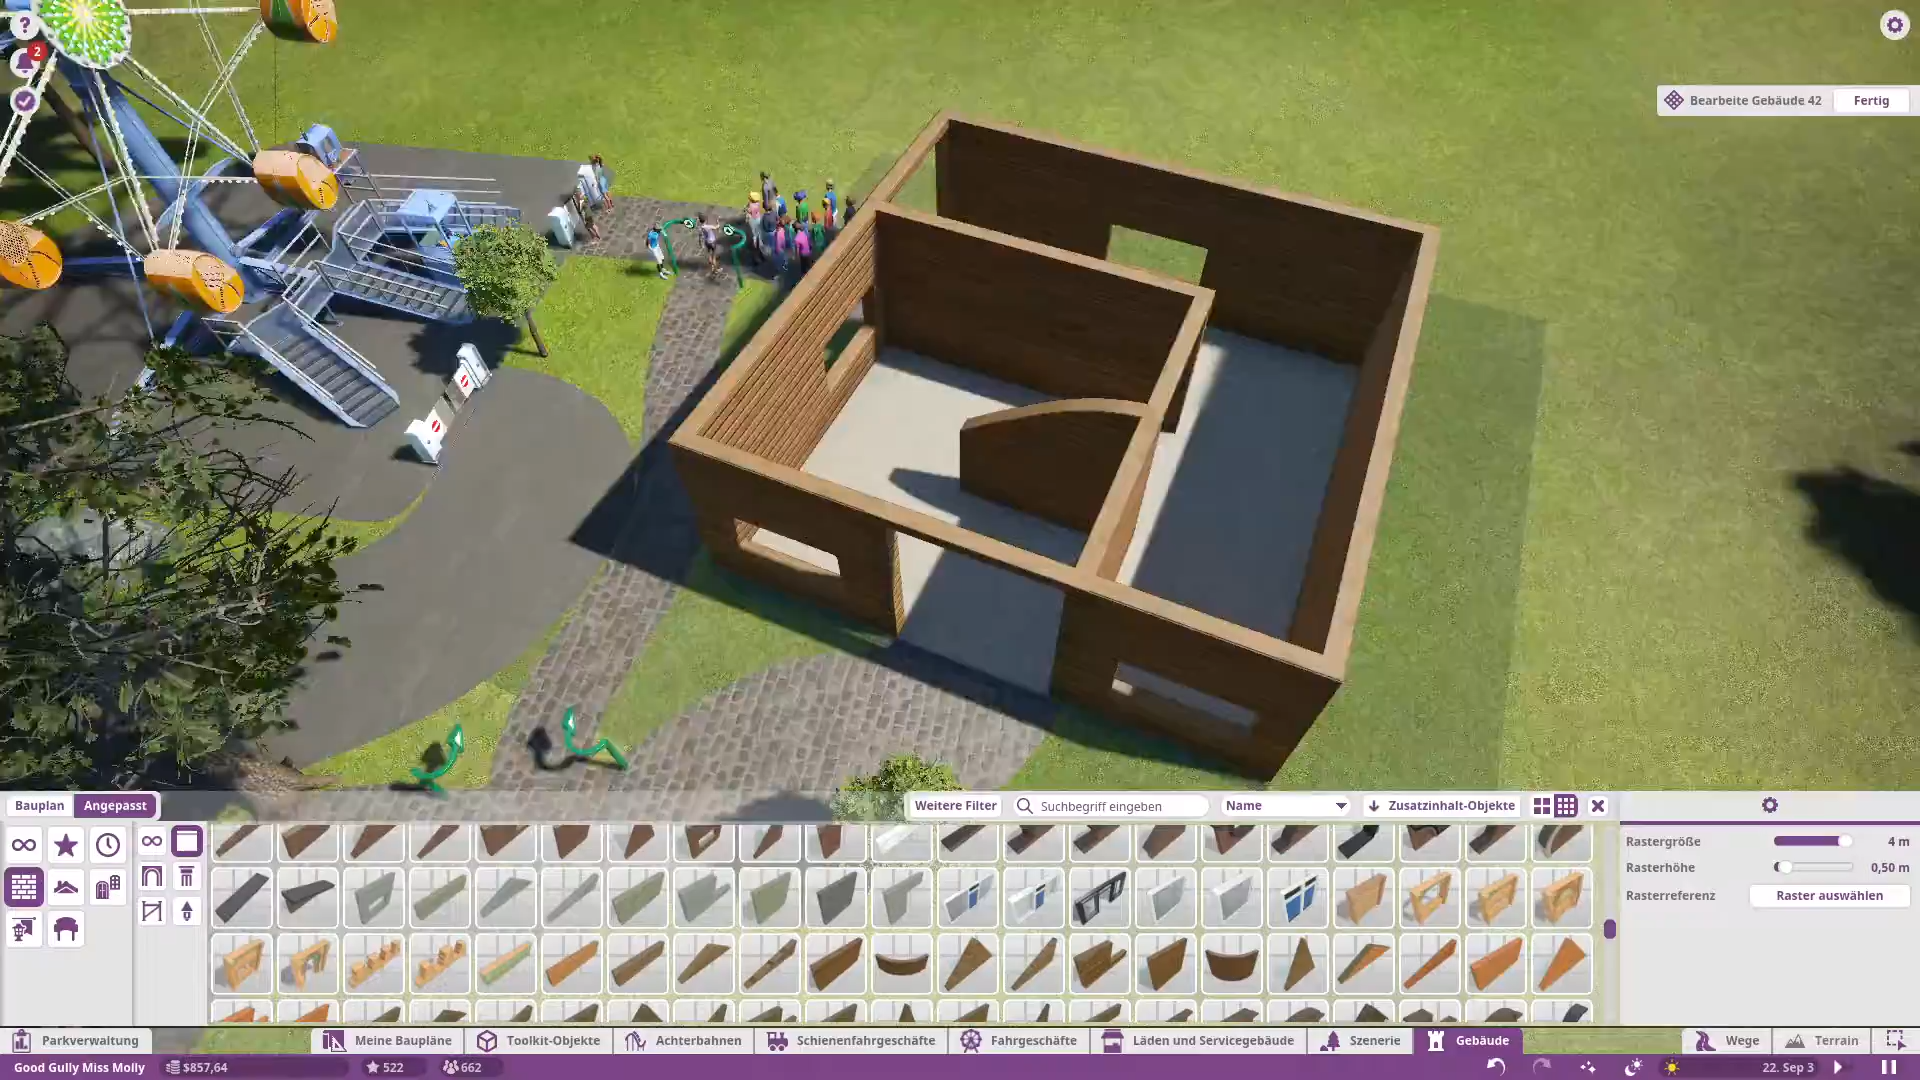 ?
2
Bearbeite Gebäude 42
Fertig
Bauplan
Angepasst
Weitere Filter
Suchbegriff eingeben
Name
Zusatzinhalt-Objekte
Rastergröße
4 m
Rasterhöhe
0,50 m
Rasterreferenz
Raster auswählen
Parkverwaltung
Meine Baupläne
Toolkit-Objekte
Achterbahnen
Schienenfahrgeschäfte
Fahrgeschäfte
Läden und Servicegebäude
Szenerie
Gebäude
Wege
Terrain
Good Gully Miss Molly
$857,64
522
662
22. Sep 3